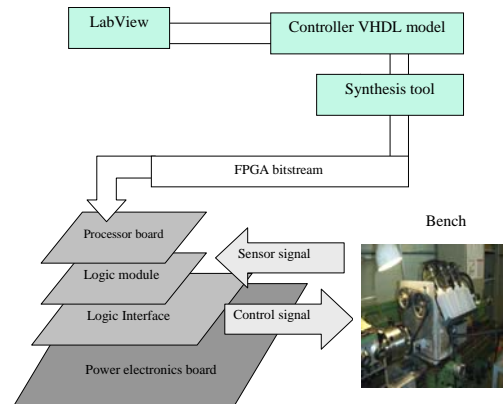 LabView
Controller VHDL model
Synthesis tool
FPGA bitstream
Bench
Processor board
Sensor signal
Logic module
Logic Interface
Control signal
Power electronics board